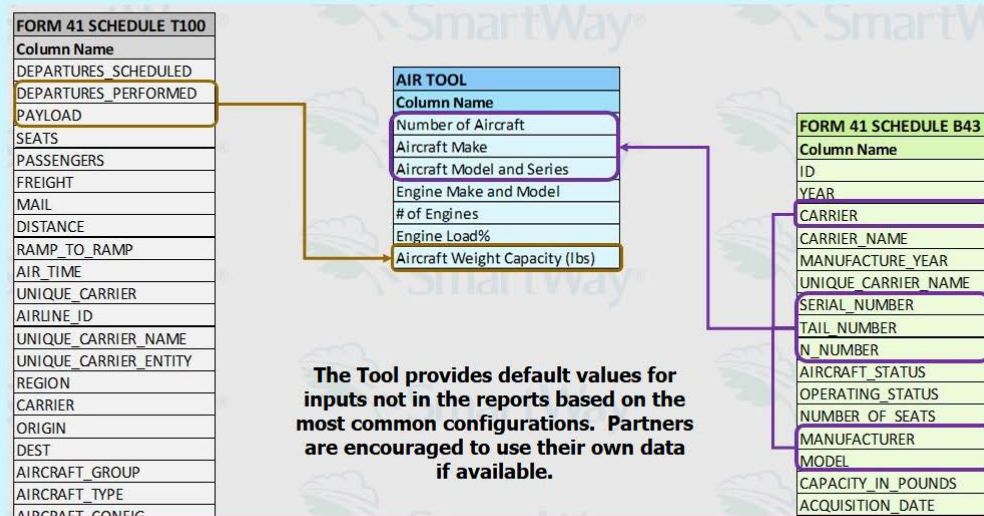 SmartWay
SmartW
FORM 41 SCHEDULE T100
Column Name
DEPARTURES_SCHEDULED
DEPARTURES_PERFORMED
PAYLOAD
SEATS
PASSENGERS
FREIGHT
MAIL
DISTANCE
RAMP_TO_RAMP
AIR_TIME
UNIQUE_CARRIER
AIRLINE_ID
UNIQUE_CARRIER_NAME
UNIQUE_CARRIER_ENTITY
REGION
CARRIER
ORIGIN
DEST
AIRCRAFT_GROUP
AIRCRAFT_TYPE
AIRCRAFT_CONFIG
AIR TOOL
Column Name
Number of Aircraft
Aircraft Make
Aircraft Model and Series
Engine Make and Model
# of Engines
Engine Load%
Aircraft Weight Capacity (lbs)
SmartWay
The Tool provides default values for
inputs not in the reports based on the
most common configurations. Partners
are encouraged to use their own data
if available.
FORM 41 SCHEDULE B43
Column Name
ID
YEAR
CARRIER
CARRIER_NAME
MANUFACTURE_YEAR
UNIQUE_CARRIER_NAME
SERIAL_NUMBER
TAIL_NUMBER
N_NUMBER
AIRCRAFT_STATUS
OPERATING_STATUS
NUMBER_OF_SEATS
MANUFACTURER
MODEL
CAPACITY_IN_POUNDS
ACQUISITION_DATE